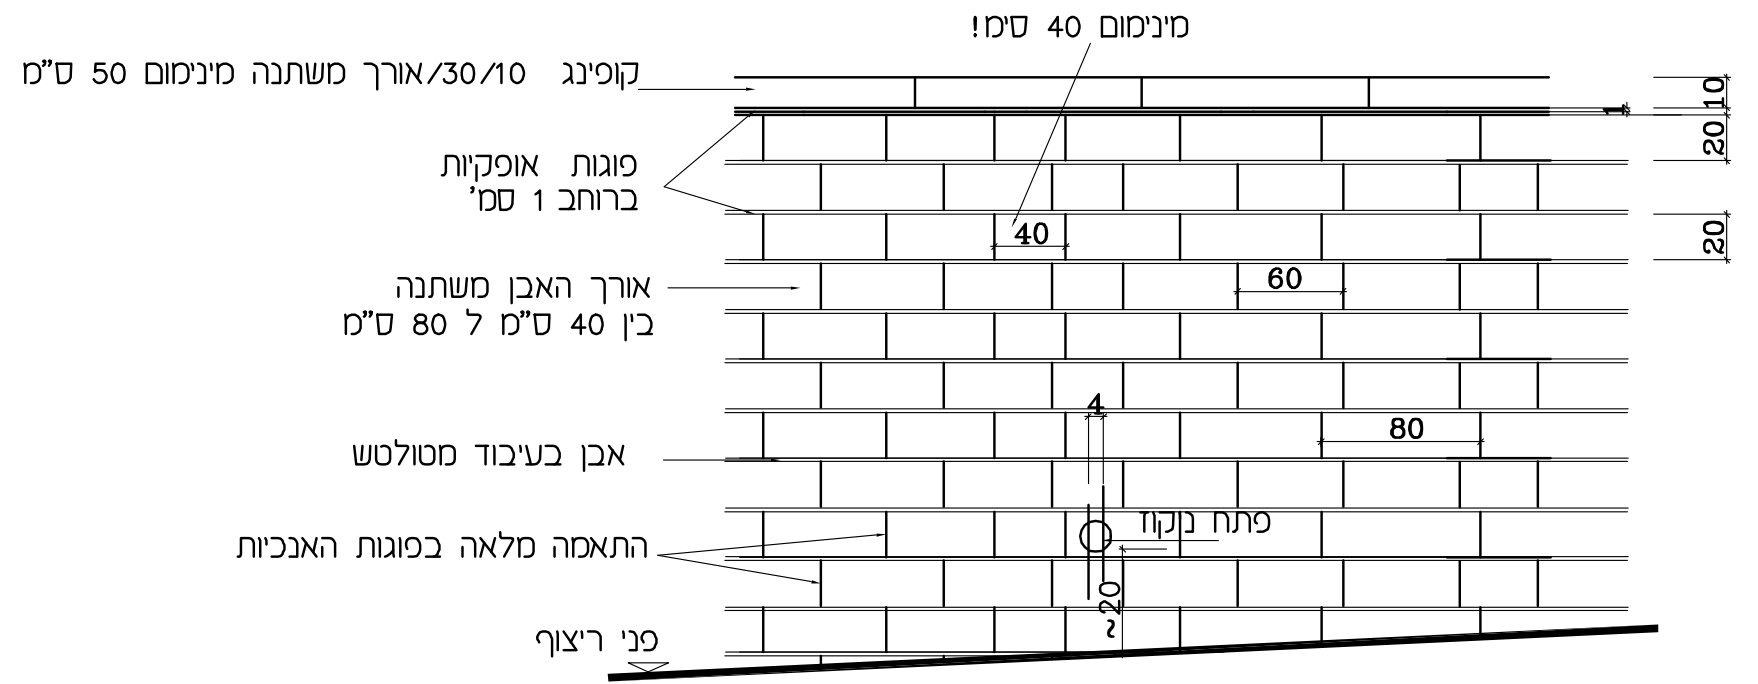 מינימום 40 סימ!
קופינג 30/10/אורך משתנה מינימום 50 ס"מ
10
1
20
פוגות אופקיות
ברוחב 1 סמ'
40
20
60
אורך האבן משתנה
בין 40 ס"מ ל 80 ס"מ
4
80
אבן בעיבוד מטולטש
פתח נוקוז
התאמה מלאה בפוגות האנכיות
~20
פני ריצוף